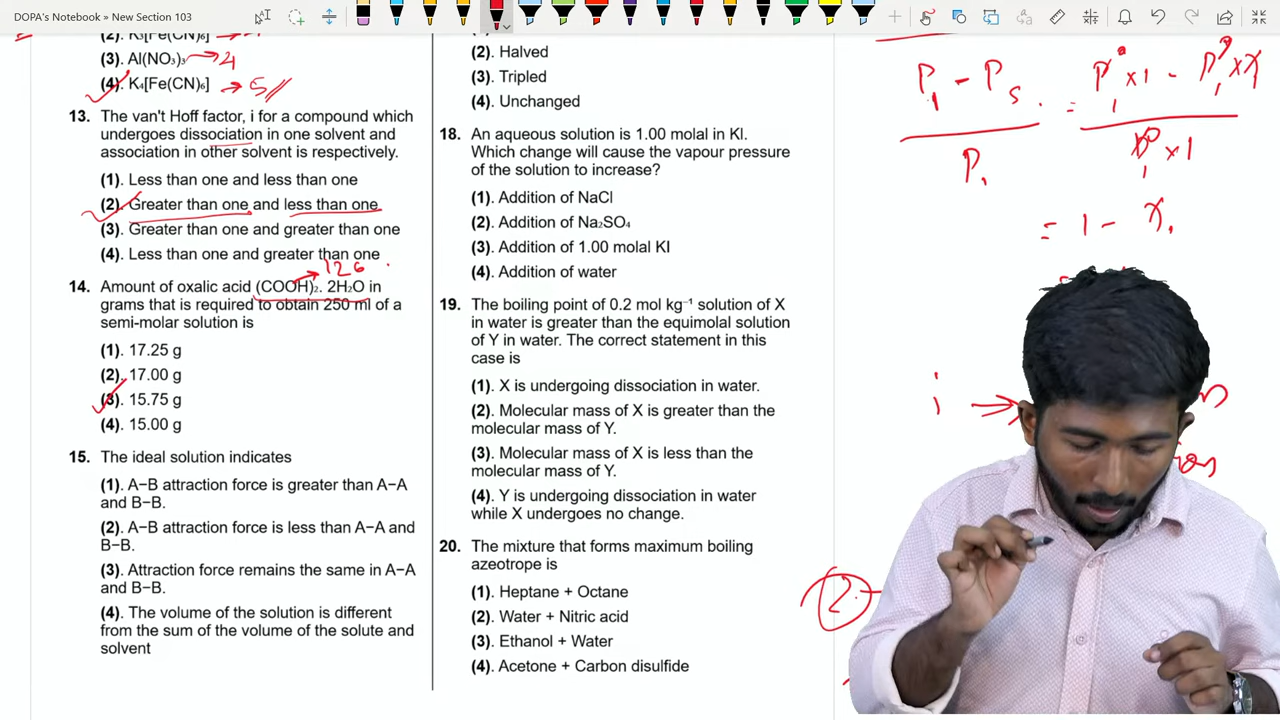 DOPA's Notebook » New Section 103
(2). K₃[Fe(CN)₆]
(3). Al(NO₃)₃ → 4
(4). K₄[Fe(CN)₆] → 5
13. The van't Hoff factor, i for a compound which
undergoes dissociation in one solvent and
association in other solvent is respectively.
(1). Less than one and less than one
(2). Greater than one and less than one
(3). Greater than one and greater than one
(4). Less than one and greater than one
→ 126
14. Amount of oxalic acid (COOH)₂. 2H₂O in
grams that is required to obtain 250 ml of a
semi-molar solution is
(1). 17.25 g
(2). 17.00 g
(3). 15.75 g
(4). 15.00 g
15. The ideal solution indicates
(1). A−B attraction force is greater than A−A
and B−B.
(2). A−B attraction force is less than A−A and
B−B.
(3). Attraction force remains the same in A−A
and B−B.
(4). The volume of the solution is different
from the sum of the volume of the solute and
solvent
(2). Halved
(3). Tripled
(4). Unchanged
18. An aqueous solution is 1.00 molal in KI.
Which change will cause the vapour pressure
of the solution to increase?
(1). Addition of NaCl
(2). Addition of Na₂SO₄
(3). Addition of 1.00 molal KI
(4). Addition of water
19. The boiling point of 0.2 mol kg⁻¹ solution of X
in water is greater than the equimolal solution
of Y in water. The correct statement in this
case is
(1). X is undergoing dissociation in water.
(2). Molecular mass of X is greater than the
molecular mass of Y.
(3). Molecular mass of X is less than the
molecular mass of Y.
(4). Y is undergoing dissociation in water
while X undergoes no change.
20. The mixture that forms maximum boiling
azeotrope is
(1). Heptane + Octane
(2). Water + Nitric acid
(3). Ethanol + Water
(4). Acetone + Carbon disulfide
P₁ - Pₛ = P₁° × 1 - P₁° × X₁
P₁ P₁° × 1
= 1 - X₁
i →
2